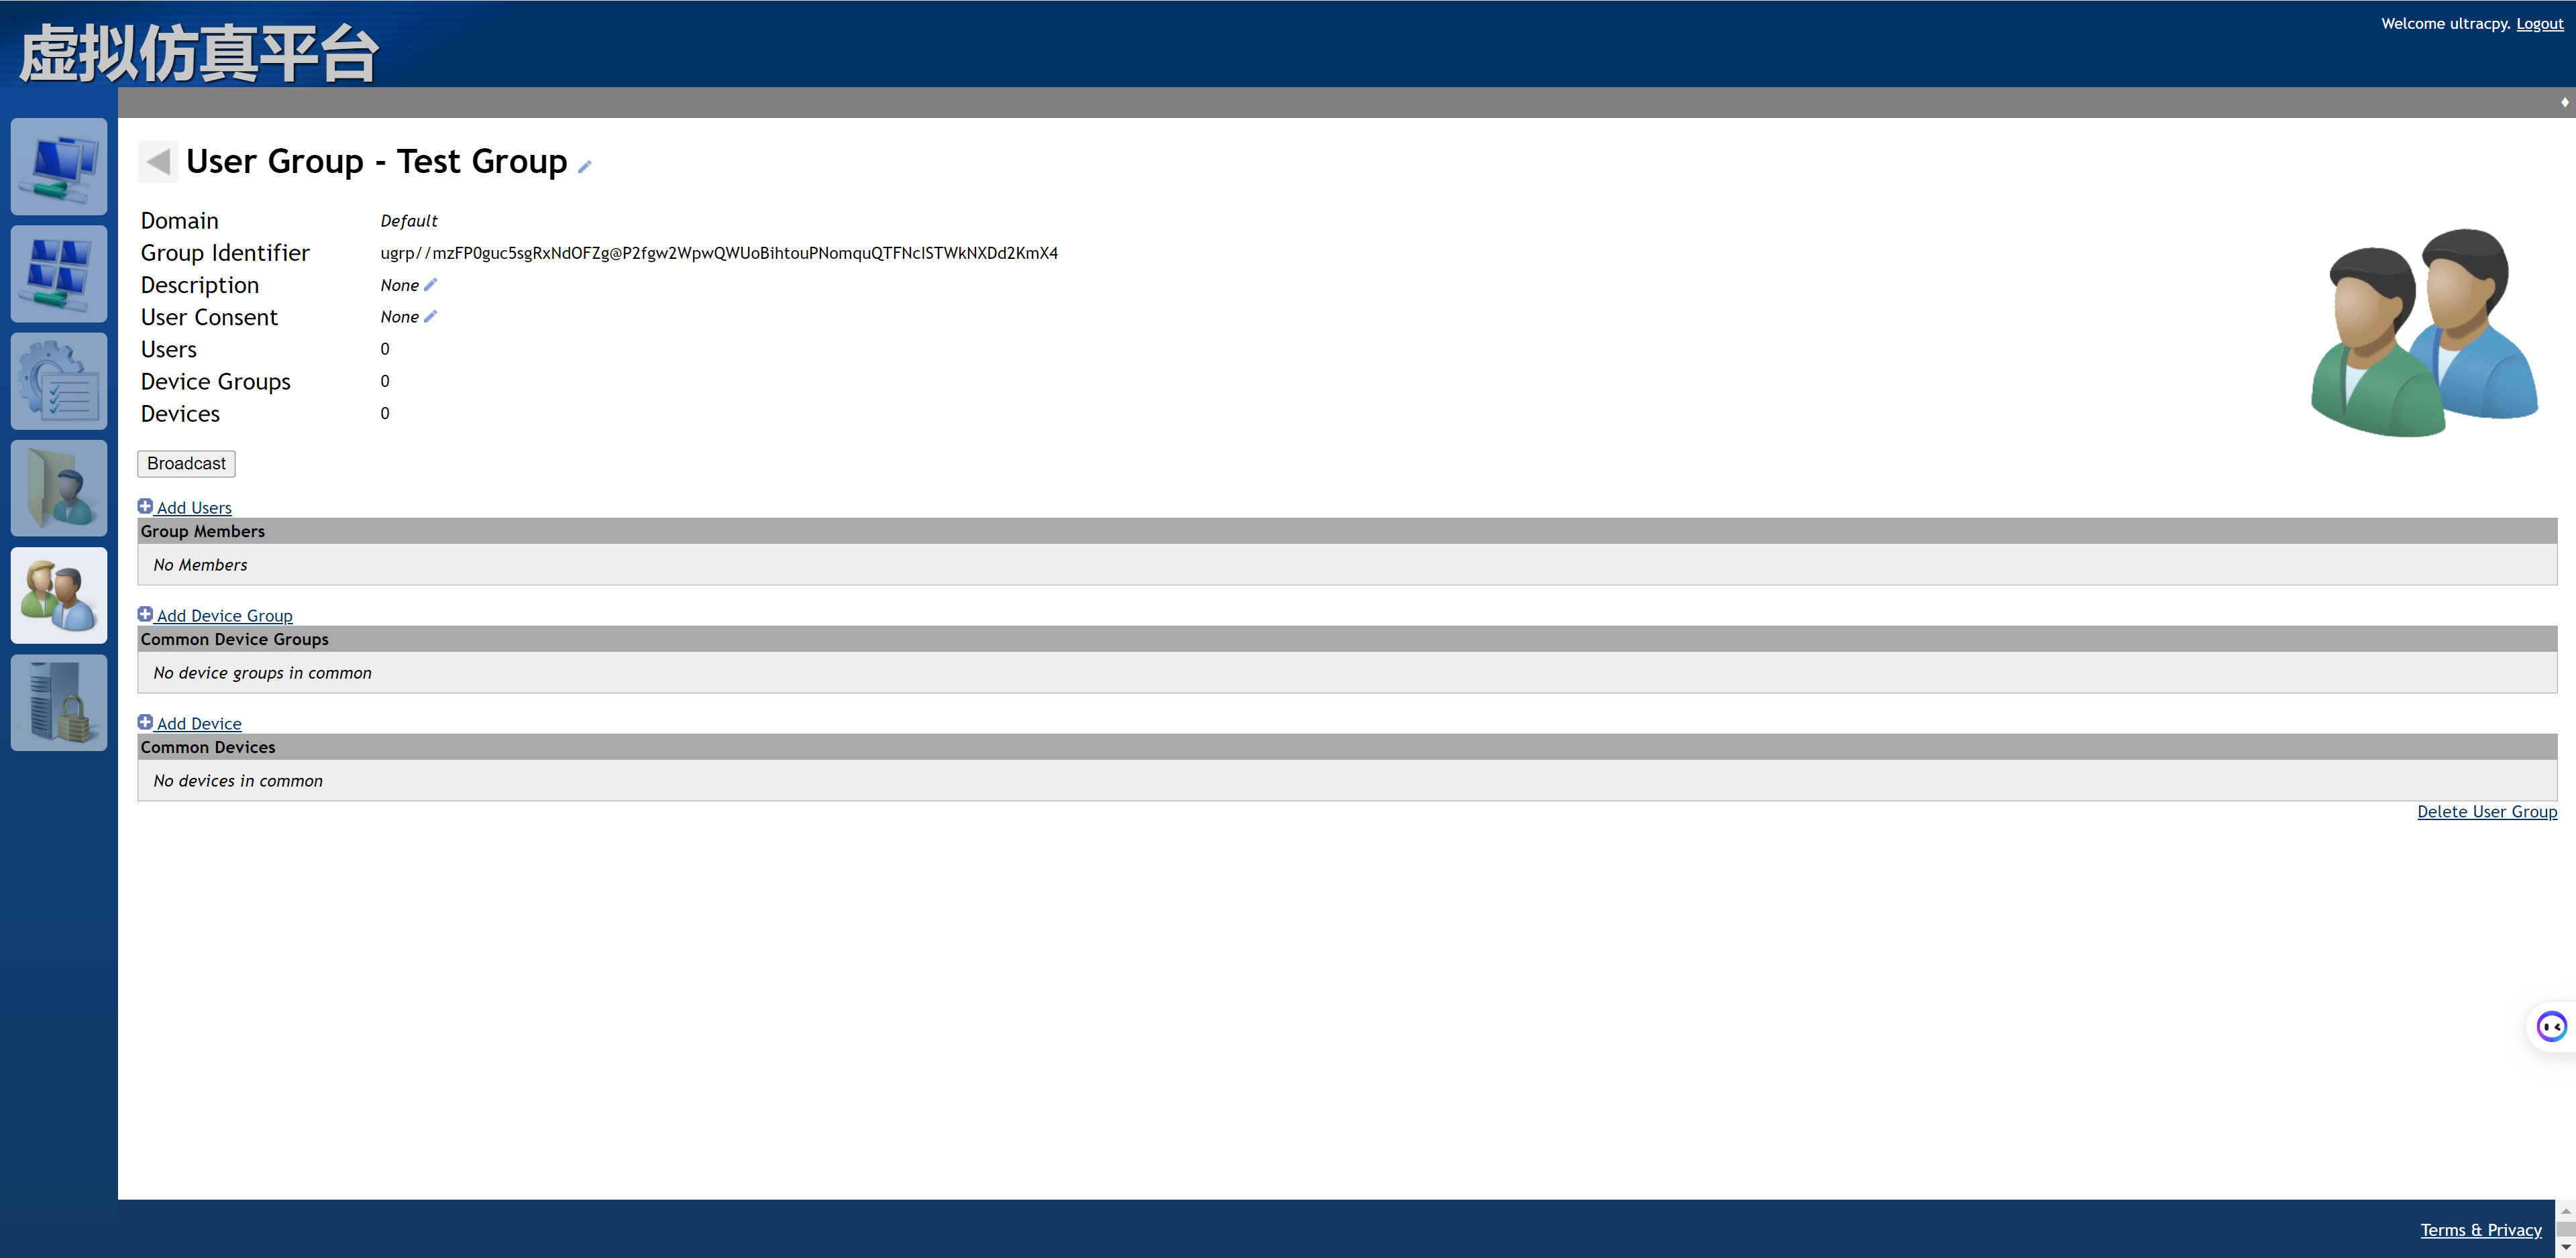 虚拟仿真平台
Welcome ultracpy. Logout
User Group - Test Group
Domain Default
Group Identifier ugrp//mzFP0guc5sgRxNdOFZg@P2fgw2WpwQWUoBihtouPNomquQTFNcISTWkNXDd2KmX4
Description None
User Consent None
Users 0
Device Groups 0
Devices 0
Broadcast
Add Users
Group Members
No Members
Add Device Group
Common Device Groups
No device groups in common
Add Device
Common Devices
No devices in common
Delete User Group
Terms & Privacy